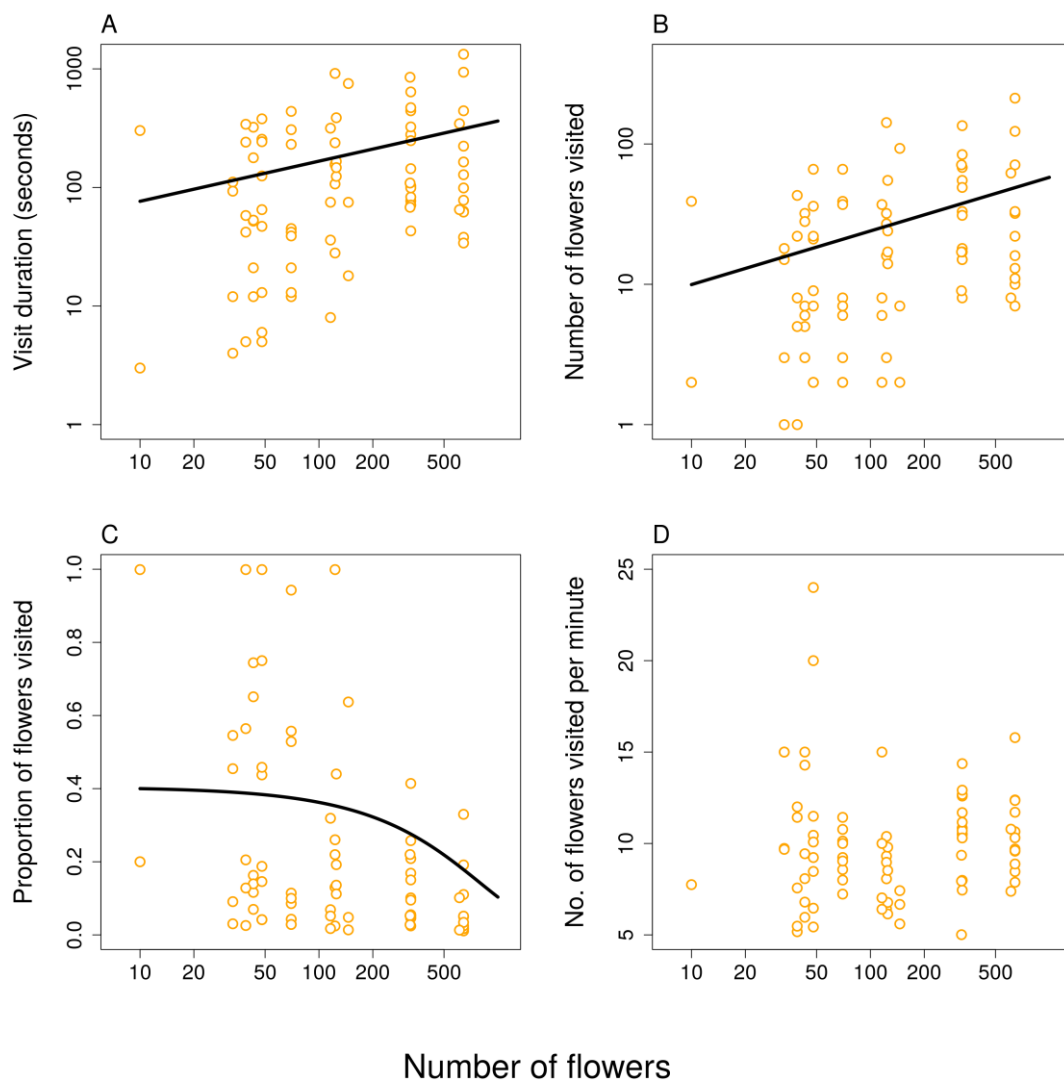 A
Visit duration (seconds)
1000
100
10
1
10 20 50 100 200 500
B
Number of flowers visited
100
10
1
10 20 50 100 200 500
C
Proportion of flowers visited
1.0
0.8
0.6
0.4
0.2
0.0
10 20 50 100 200 500
D
No. of flowers visited per minute
25
20
15
10
5
10 20 50 100 200 500
Number of flowers